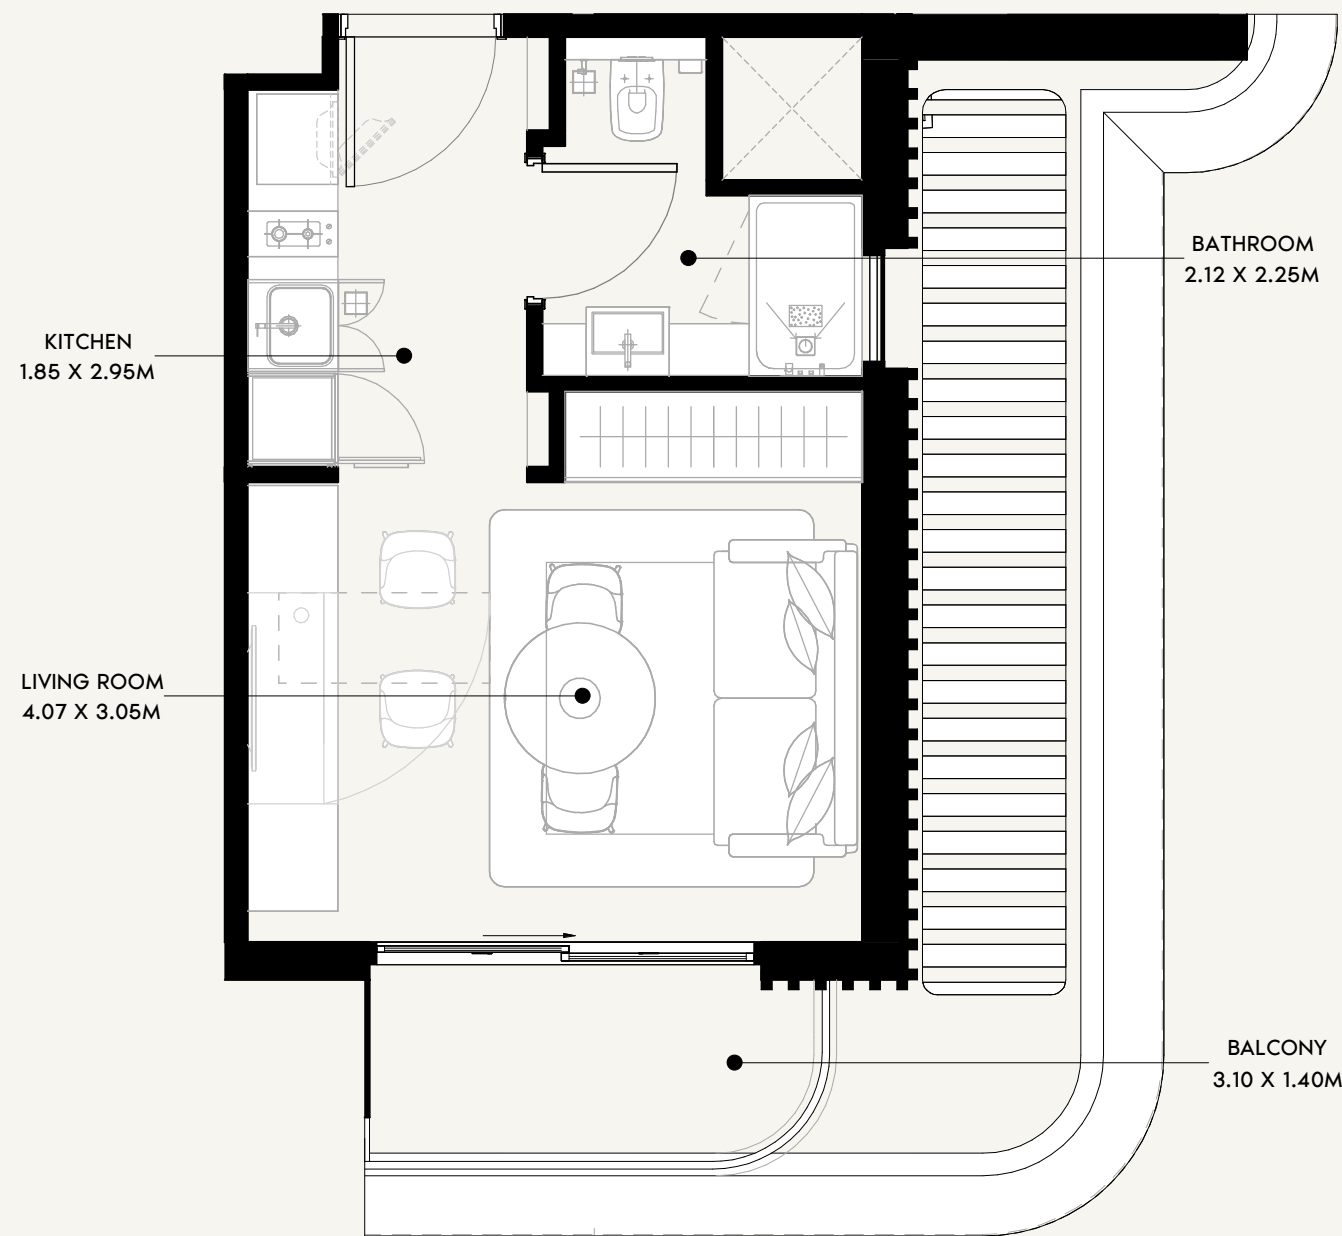 BATHROOM
2.12 X 2.25M
KITCHEN
1.85 X 2.95M
LIVING ROOM
4.07 X 3.05M
BALCONY
3.10 X 1.40M